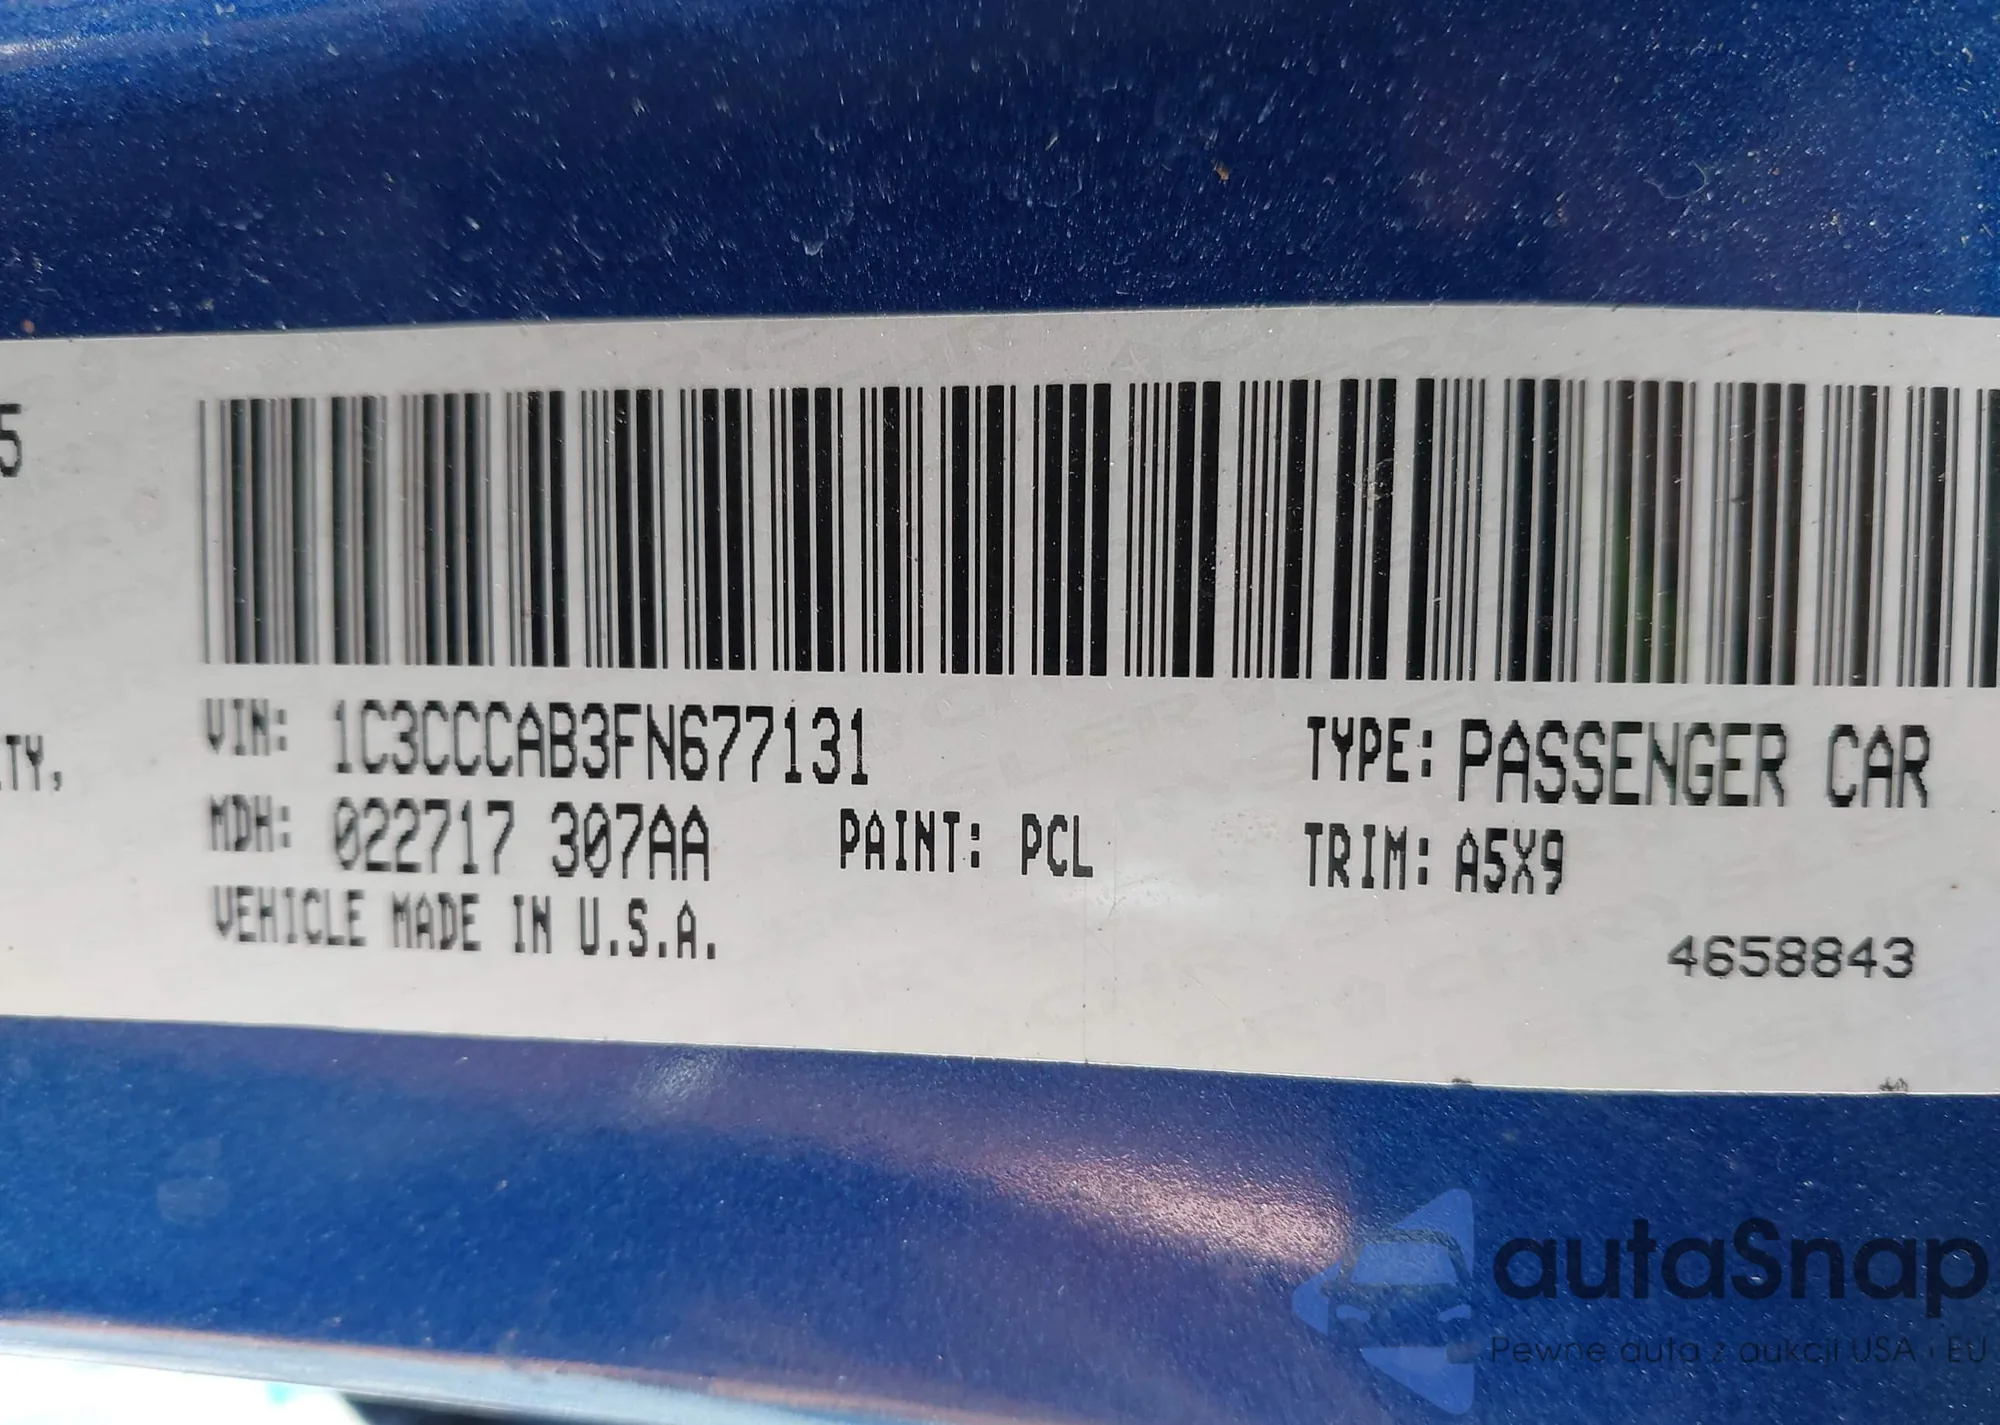 5
TY,
VIN: 1C3CCCAB3FN677131
TYPE: PASSENGER CAR
MDH: 022717 307AA
PAINT: PCL
TRIM: A5X9
VEHICLE MADE IN U.S.A.
4658843
autaSnap
Pewne auta z aukcji USA i EU